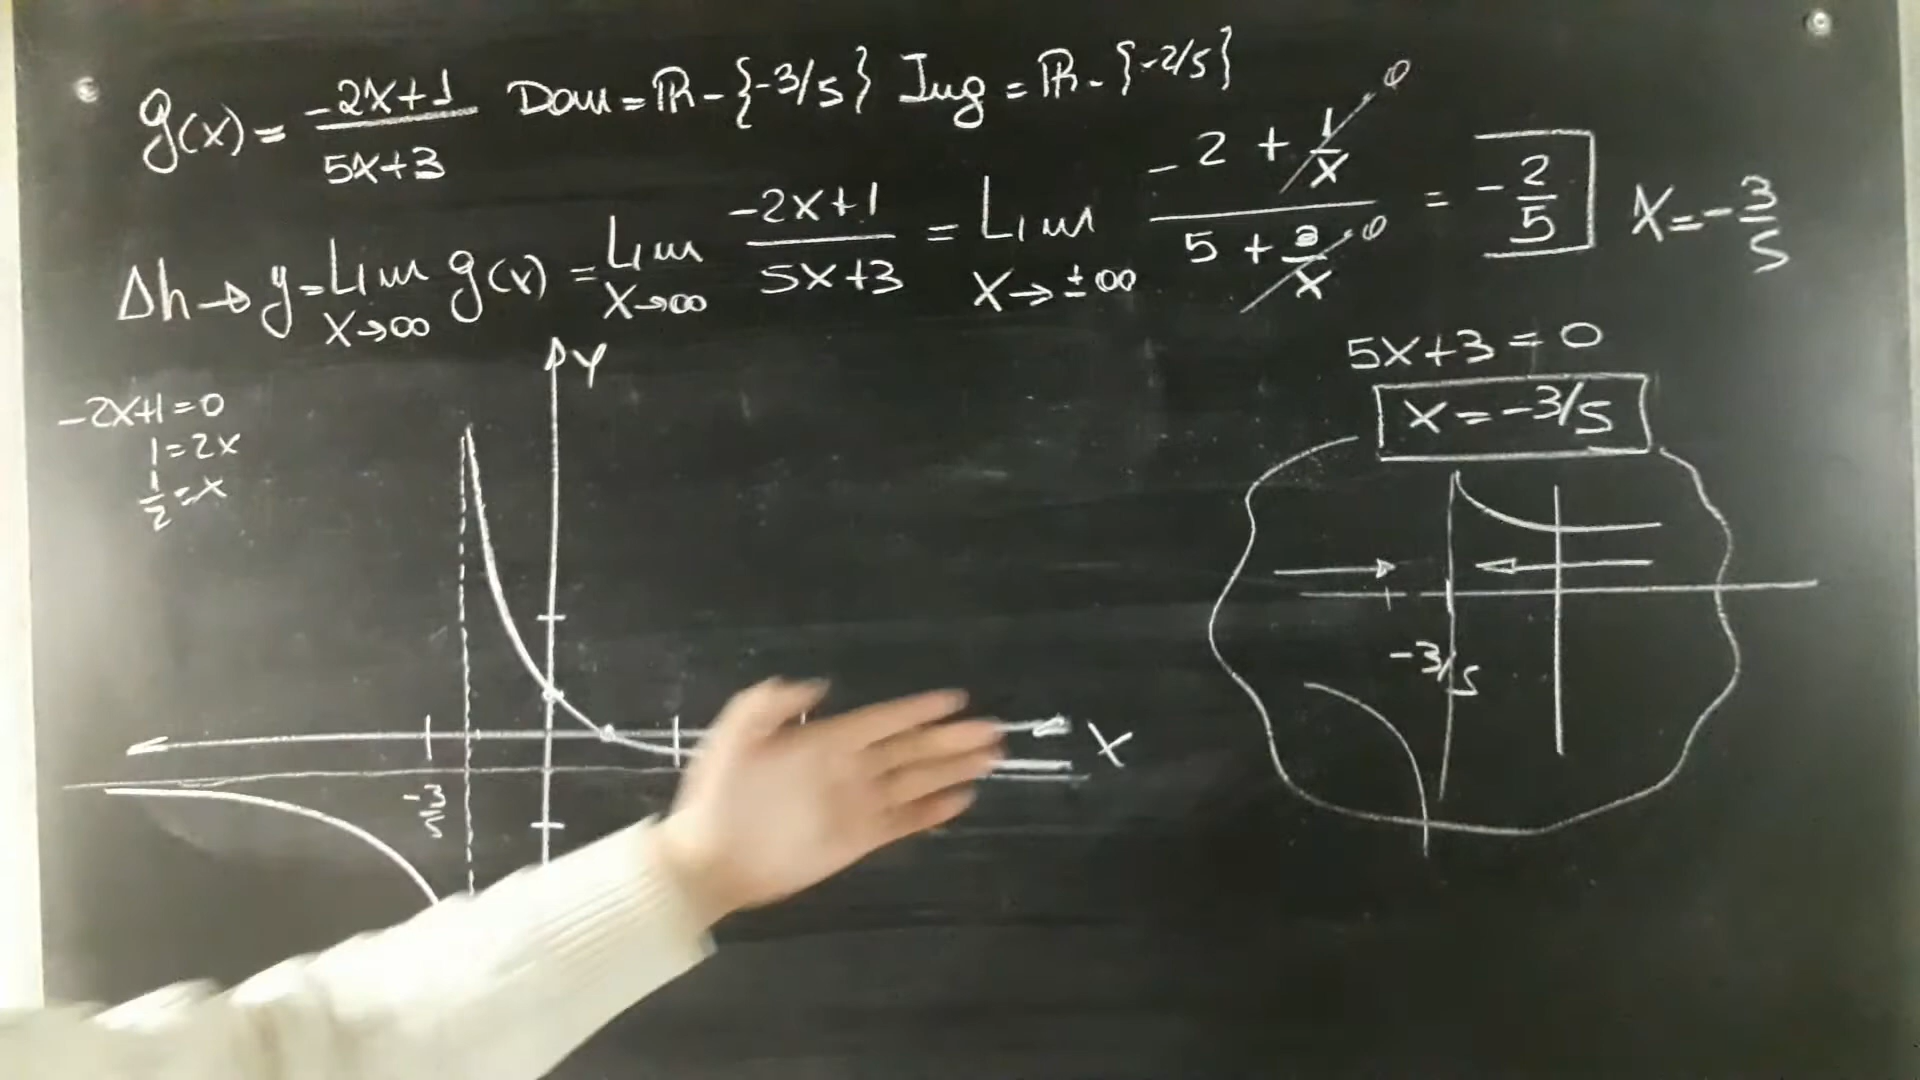 g(x) = -2x+1 / 5x+3 Dom = ℝ - {-3/5} Img = ℝ - {-2/5}
Δh → y = Lim x→∞ g(x) = Lim x→∞ -2x+1 / 5x+3 = Lim x→±∞ -2 + 1/x 0 / 5 + 3/x 0 = -2/5 x = -3/5
5x+3 = 0
x = -3/5
-2x+1 = 0
1 = 2x
1/2 = x
y
x
-3/5
-3/5